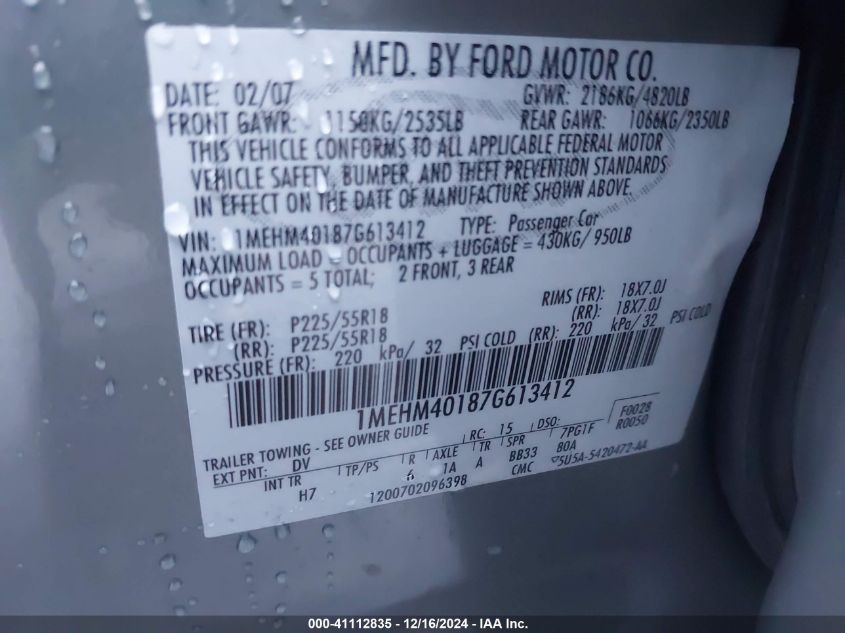 MFD. BY FORD MOTOR CO.
DATE: 02/07 GVWR: 2186KG/4820LB
FRONT GAWR: 1150KG/2535LB REAR GAWR: 1066KG/2350LB
THIS VEHICLE CONFORMS TO ALL APPLICABLE FEDERAL MOTOR
VEHICLE SAFETY, BUMPER, AND THEFT PREVENTION STANDARDS
IN EFFECT ON THE DATE OF MANUFACTURE SHOWN ABOVE.
VIN: 1MEHM40187G613412 TYPE: Passenger Car
MAXIMUM LOAD = OCCUPANTS + LUGGAGE = 430KG/ 950LB
OCCUPANTS = 5 TOTAL; 2 FRONT, 3 REAR
TIRE (FR): P225/55R18 RIMS (FR): 18X7.0J
(RR): P225/55R18 18X7.0J
PRESSURE (FR): 220 kPa/ 32 PSI COLD (RR): 220 kPa/ 32 PSI COLD
1MEHM40187G613412
TRAILER TOWING - SEE OWNER GUIDE RC: 15 DSO: F0028
EXT PNT: DV R AXLE TR SPR 7PG1F R0050
INT TR TP/PS 6 1A A BB33 BOA
H7 1200702096398 CMC 5U5A-5420472-AA
000-41112835 - 12/16/2024 - IAA Inc.